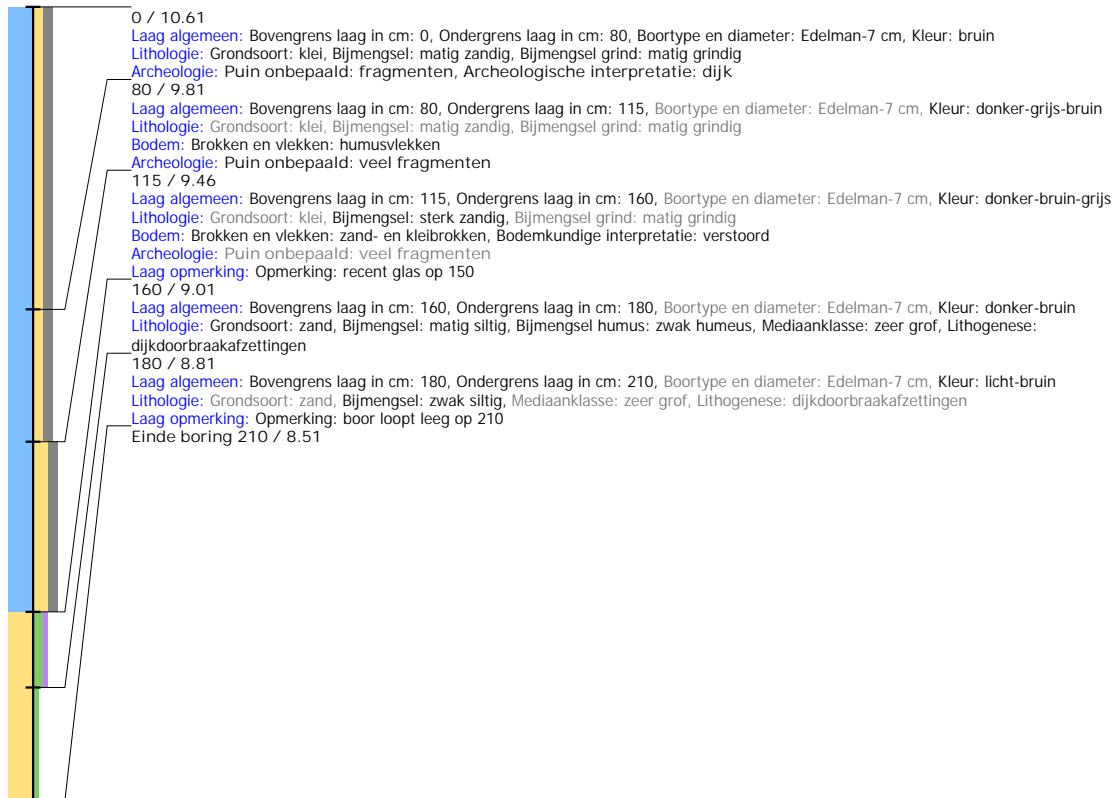 0 / 10.61
Laag algemeen: Bovengrens laag in cm: 0, Ondergrens laag in cm: 80, Boortype en diameter: Edelman-7 cm, Kleur: bruin
Lithologie: Grondsoort: klei, Bijmengsel: matig zandig, Bijmengsel grind: matig grindig
Archeologie: Puin onbepaald: fragmenten, Archeologische interpretatie: dijk
80 / 9.81
Laag algemeen: Bovengrens laag in cm: 80, Ondergrens laag in cm: 115, Boortype en diameter: Edelman-7 cm, Kleur: donker-grijs-bruin
Lithologie: Grondsoort: klei, Bijmengsel: matig zandig, Bijmengsel grind: matig grindig
Bodem: Brokken en vlekken: humusvlekken
Archeologie: Puin onbepaald: veel fragmenten
115 / 9.46
Laag algemeen: Bovengrens laag in cm: 115, Ondergrens laag in cm: 160, Boortype en diameter: Edelman-7 cm, Kleur: donker-bruin-grijs
Lithologie: Grondsoort: klei, Bijmengsel: sterk zandig, Bijmengsel grind: matig grindig
Bodem: Brokken en vlekken: zand- en kleibrokken, Bodemkundige interpretatie: verstoord
Archeologie: Puin onbepaald: veel fragmenten
Laag opmerking: Opmerking: recent glas op 150
160 / 9.01
Laag algemeen: Bovengrens laag in cm: 160, Ondergrens laag in cm: 180, Boortype en diameter: Edelman-7 cm, Kleur: donker-bruin
Lithologie: Grondsoort: zand, Bijmengsel: matig siltig, Bijmengsel humus: zwak humeus, Mediaanklasse: zeer grof, Lithogenese:
dijkdoorbraakafzettingen
180 / 8.81
Laag algemeen: Bovengrens laag in cm: 180, Ondergrens laag in cm: 210, Boortype en diameter: Edelman-7 cm, Kleur: licht-bruin
Lithologie: Grondsoort: zand, Bijmengsel: zwak siltig, Mediaanklasse: zeer grof, Lithogenese: dijkdoorbraakafzettingen
Laag opmerking: Opmerking: boor loopt leeg op 210
Einde boring 210 / 8.51